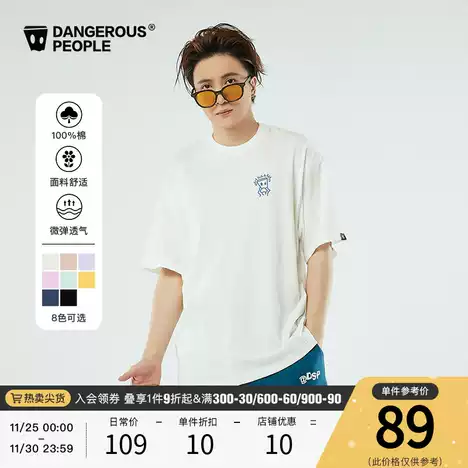 DANGEROUS®
PEOPLE
100%棉
面料舒适
微弹透气
8色可选
DDSP
热卖尖货
入会领券 叠享1件9折起&满300-30/600-60/900-90
单件参考价
11/25 00:00
—
11/30 23:59
日常价 - 单件折扣 - 店铺优惠 =
109 10 10
89
(此价格仅供参考)